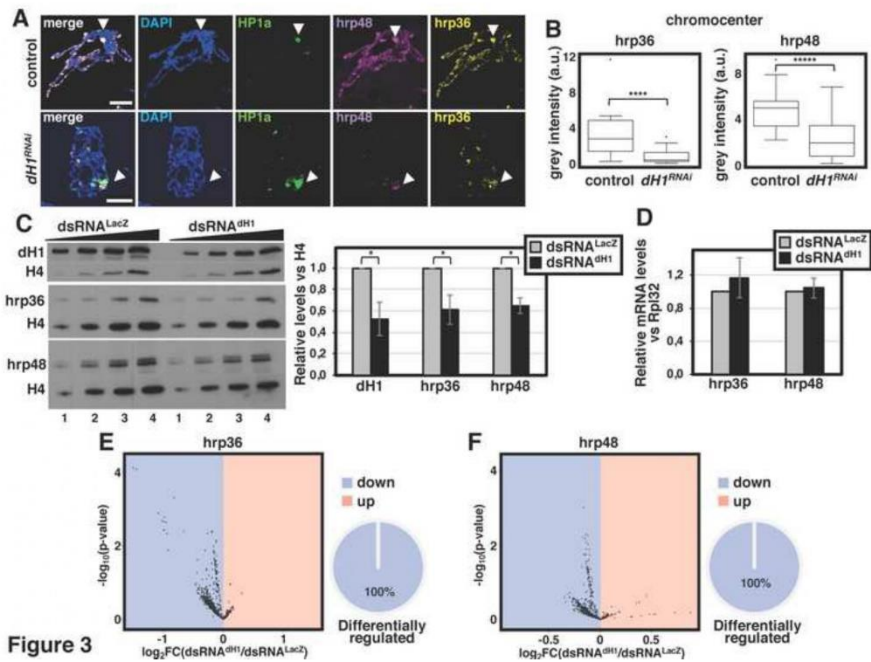 A
merge DAPI HP1a hrp48 hrp36
control
merge DAPI HP1a hrp48 hrp36
dH1RNAi
B
chromocenter
hrp36 hrp48
grey intensity (a.u.)
12
8
4
0
****
control dH1RNAi
grey intensity (a.u.)
8
4
0
*****
control dH1RNAi
C
dsRNALacZ dsRNAdH1
dH1
H4
hrp36
H4
hrp48
H4
1 2 3 4 1 2 3 4
dsRNALacZ
dsRNAdH1
Relative levels vs H4
1,0
0,8
0,6
0,4
0,2
0,0
* * *
dH1 hrp36 hrp48
D
dsRNALacZ
dsRNAdH1
Relative mRNA levels
vs Rpl32
1,2
0,8
0,4
0
hrp36 hrp48
E
hrp36
-log10(p-value)
4
2
0
-1 0 1
log2FC(dsRNAdH1/dsRNALacZ)
down
up
100%
Differentially
regulated
F
hrp48
-log10(p-value)
4
2
0
-0.5 0 0.5
log2FC(dsRNAdH1/dsRNALacZ)
down
up
100%
Differentially
regulated
Figure 3